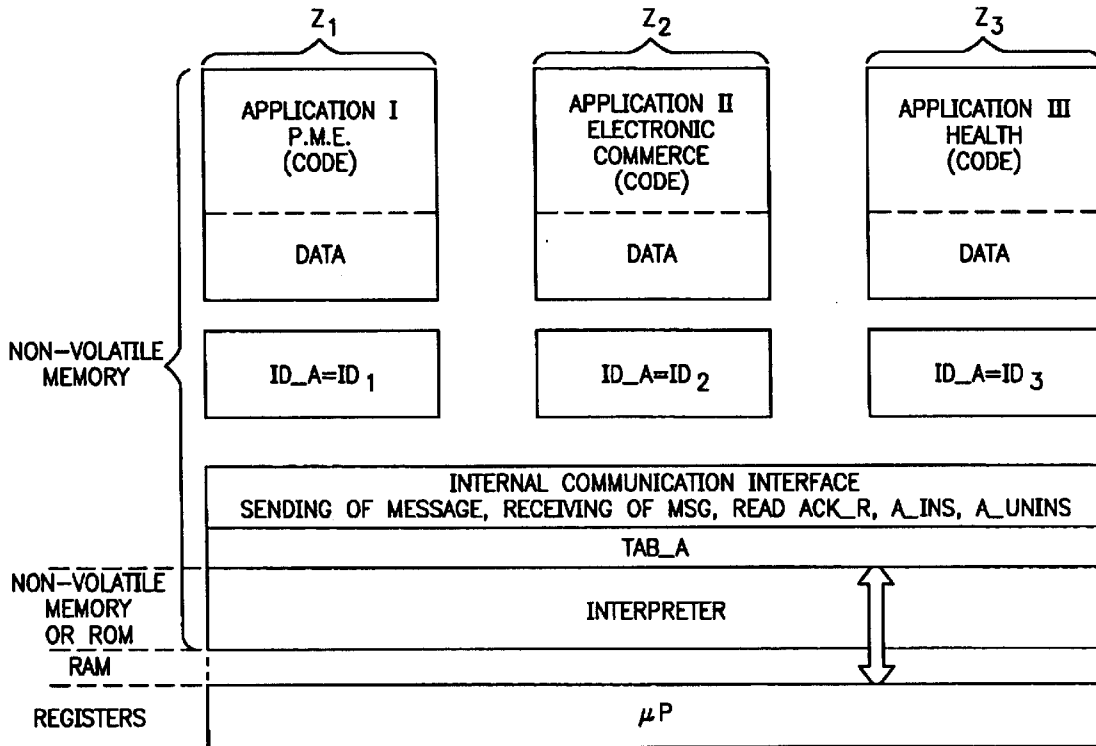 Z1 Z2 Z3
APPLICATION I
P.M.E.
(CODE)
DATA
APPLICATION II
ELECTRONIC
COMMERCE
(CODE)
DATA
APPLICATION III
HEALTH
(CODE)
DATA
NON-VOLATILE
MEMORY
ID_A=ID1
ID_A=ID2
ID_A=ID3
INTERNAL COMMUNICATION INTERFACE
SENDING OF MESSAGE, RECEIVING OF MSG, READ ACK_R, A_INS, A_UNINS
TAB_A
NON-VOLATILE
MEMORY
OR ROM
INTERPRETER
RAM
REGISTERS
μP